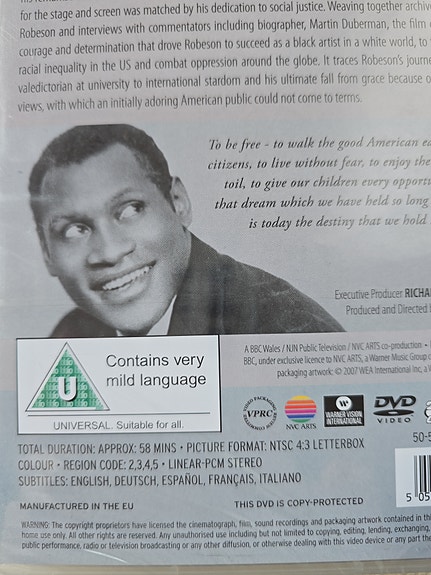 for the stage and screen was matched by his dedication to social justice. Weaving together archive
Robeson and interviews with commentators including biographer, Martin Duberman, the film
courage and determination that drove Robeson to succeed as a black artist in a white world, to
racial inequality in the US and combat oppression around the globe. It traces Robeson's journey
valedictorian at university to international stardom and his ultimate fall from grace because o
views, with which an initially adoring American public could not come to terms.
To be free - to walk the good American ea
citizens, to live without fear, to enjoy the
toil, to give our children every opportu
that dream which we have held so long
is today the destiny that we hold
Executive Producer RICHA
Produced and Directed
U
Contains very
mild language
UNIVERSAL. Suitable for all.
A BBC Wales / NJN Public Television / NVC ARTS co-production •
BBC, under exclusive licence to NVC ARTS, a Warner Music Group
packaging artwork: © 2007 WEA International Inc, a
VPRC
NVC ARTS
WARNER VISION
INTERNATIONAL
DVD
VIDEO
50-5
TOTAL DURATION: APPROX: 58 MINS • PICTURE FORMAT: NTSC 4:3 LETTERBOX
COLOUR • REGION CODE: 2,3,4,5 • LINEAR-PCM STEREO
SUBTITLES: ENGLISH, DEUTSCH, ESPAÑOL, FRANÇAIS, ITALIANO
5 05
MANUFACTURED IN THE EU
THIS DVD IS COPY-PROTECTED
WARNING: The copyright proprietors have licensed the cinematograph, film, sound recordings and packaging artwork contained in thi
home use only. All other rights are reserved. Any unauthorised use including but not limited to copying, editing, lending, exchanging,
public performance, radio or television broadcasting or any other diffusion, or otherwise dealing with this video device or any part the